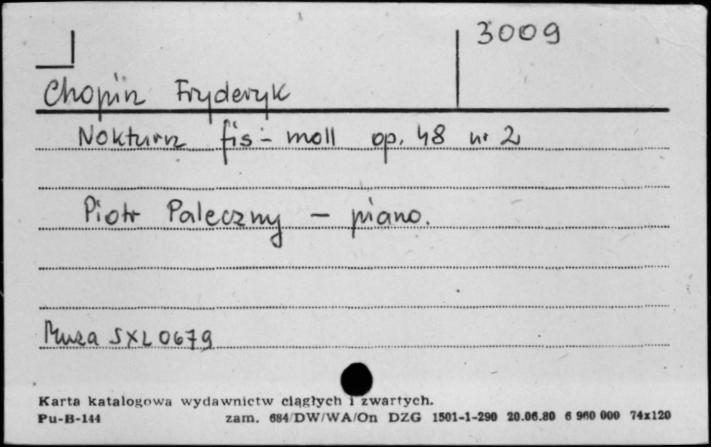 3009
Chopin Fryderyk
Nokturn fis-moll op. 48 nr 2
Piotr Paleczny – piano.
Muza SXL 0679
Karta katalogowa wydawnictw ciągłych i zwartych.
Pu-B-144 zam. 684/DW/WA/On DZG 1501-1-290 20.06.80 6 960 000 74x120